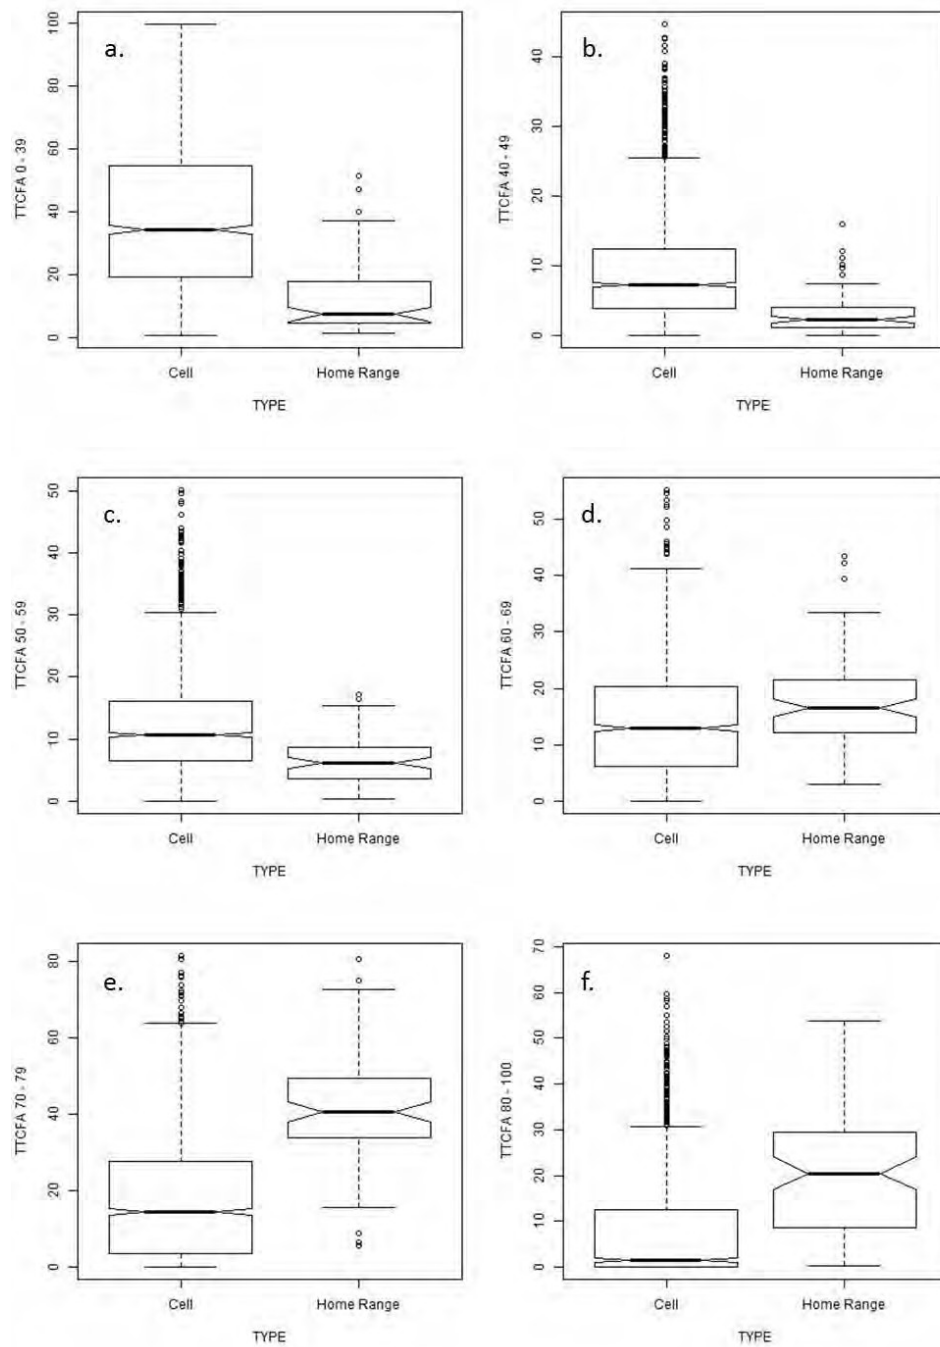 a.
TTCFA 0 - 39
0 20 40 60 80 100
Cell Home Range
TYPE
b.
TTCFA 40 - 49
0 10 20 30 40
Cell Home Range
TYPE
c.
TTCFA 50 - 59
0 10 20 30 40 50
Cell Home Range
TYPE
d.
TTCFA 60 - 69
0 10 20 30 40 50
Cell Home Range
TYPE
e.
TTCFA 70 - 79
0 20 40 60 80
Cell Home Range
TYPE
f.
TTCFA 80 - 100
0 10 20 30 40 50 60 70
Cell Home Range
TYPE